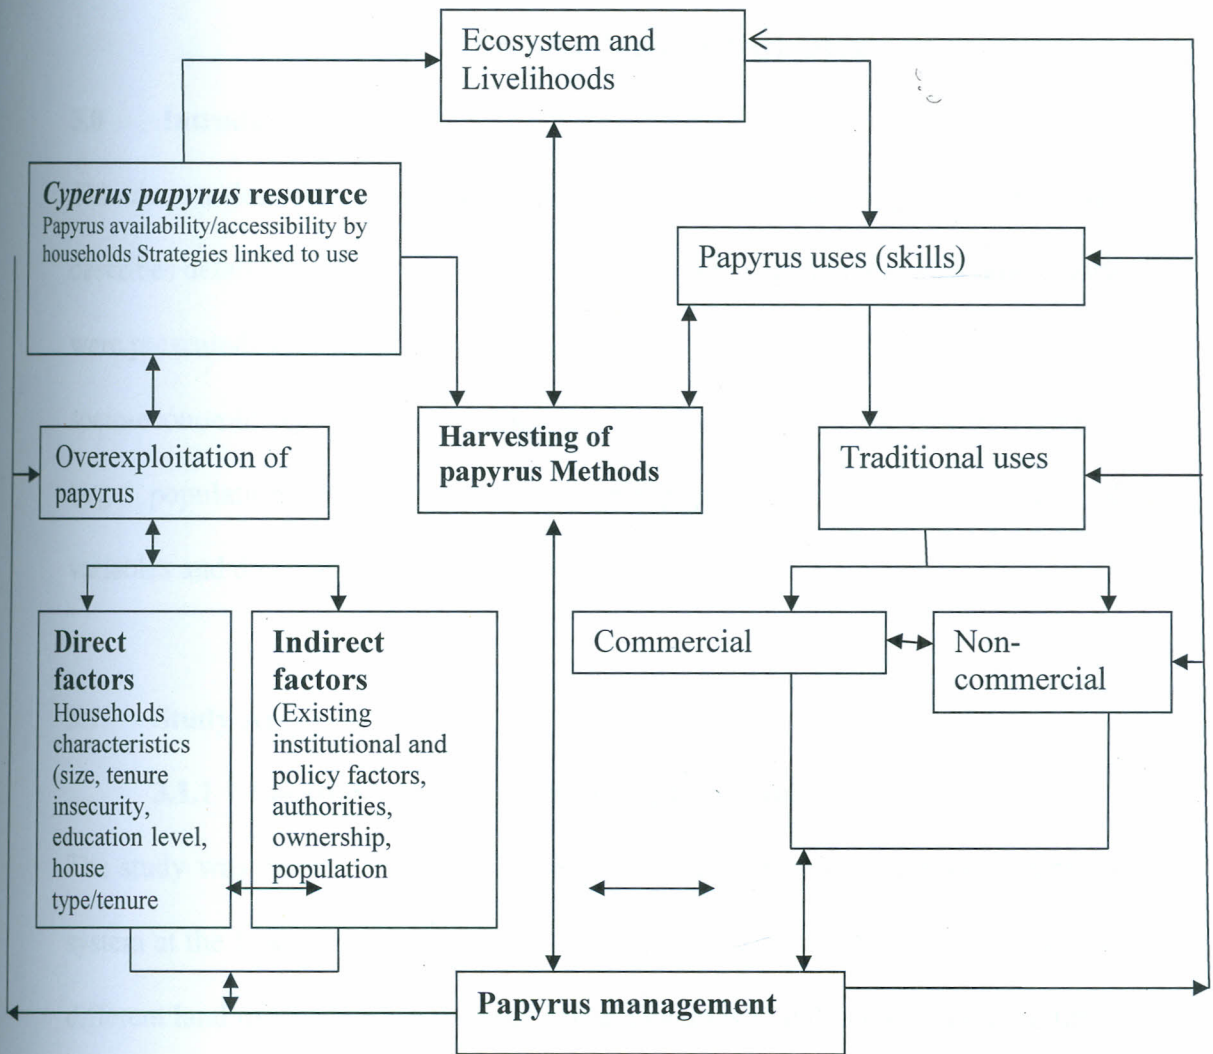 Ecosystem and
Livelihoods
Cyperus papyrus resource
Papyrus availability/accessibility by
households Strategies linked to use
Papyrus uses (skills)
Harvesting of
papyrus Methods
Overexploitation of
papyrus
Traditional uses
Direct
factors
Households
characteristics
(size, tenure
insecurity,
education level,
house
type/tenure
Indirect
factors
(Existing
institutional and
policy factors,
authorities,
ownership,
population
Commercial
Non-
commercial
Papyrus management